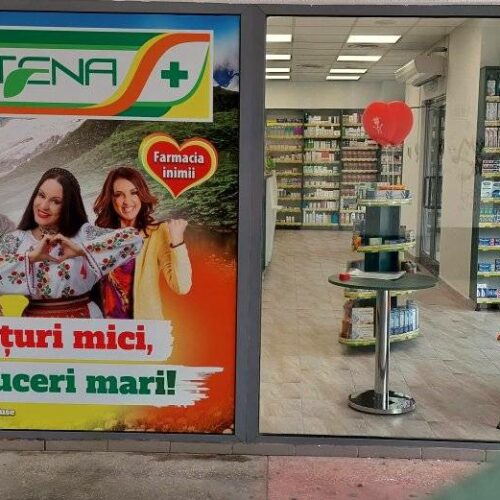 TENA
Farmacia
inimii
țuri mici,
uceri mari!